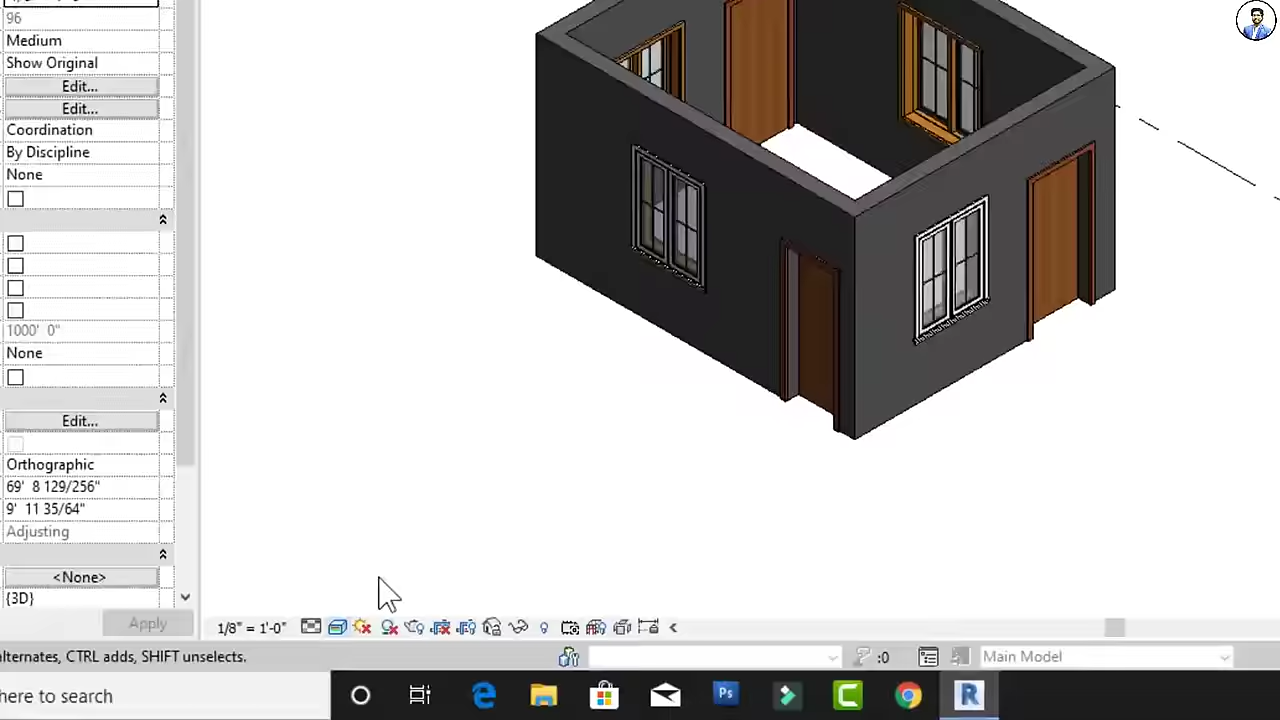 96
Medium
Show Original
Edit...
Edit...
Coordination
By Discipline
None
1000' 0"
None
Edit...
Orthographic
69' 8 129/256"
9' 11 35/64"
Adjusting
<None>
{3D}
Apply
1/8" = 1'-0"
alternates, CTRL adds, SHIFT unselects.
:0
Main Model
here to search
Ps
R